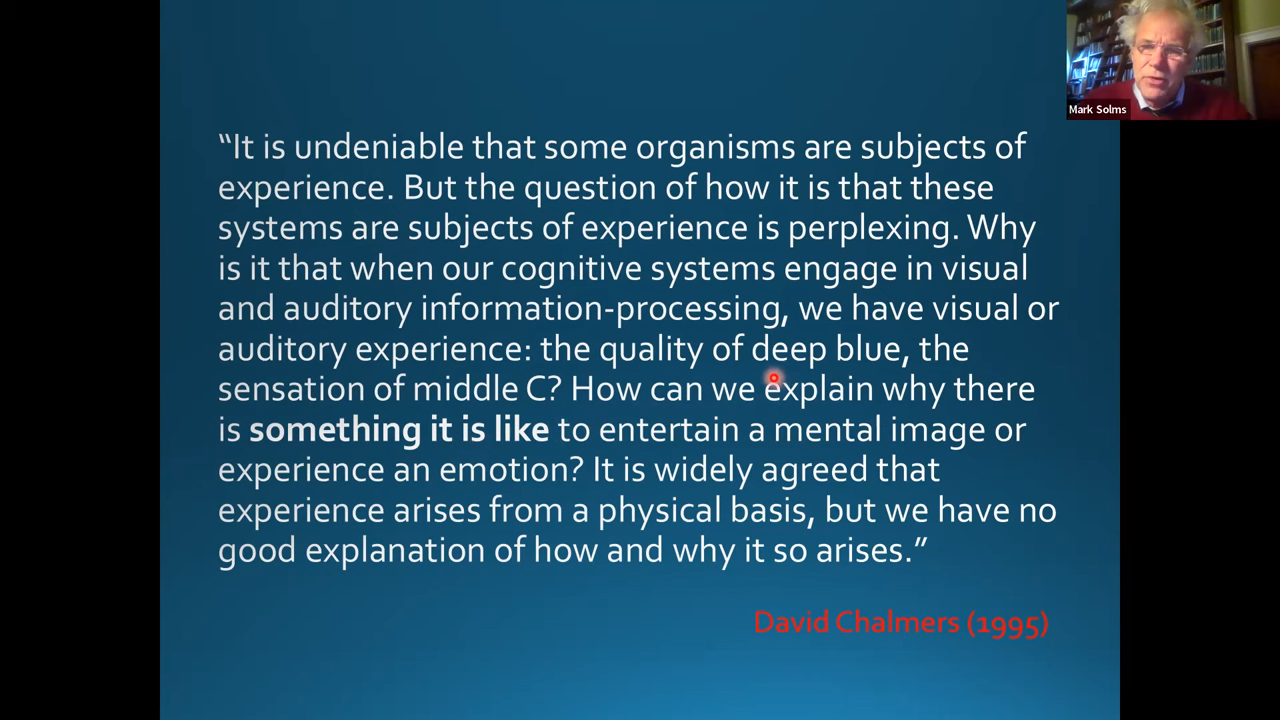 Mark Solms
“It is undeniable that some organisms are subjects of
experience. But the question of how it is that these
systems are subjects of experience is perplexing. Why
is it that when our cognitive systems engage in visual
and auditory information-processing, we have visual or
auditory experience: the quality of deep blue, the
sensation of middle C? How can we explain why there
is something it is like to entertain a mental image or
experience an emotion? It is widely agreed that
experience arises from a physical basis, but we have no
good explanation of how and why it so arises.”
David Chalmers (1995)